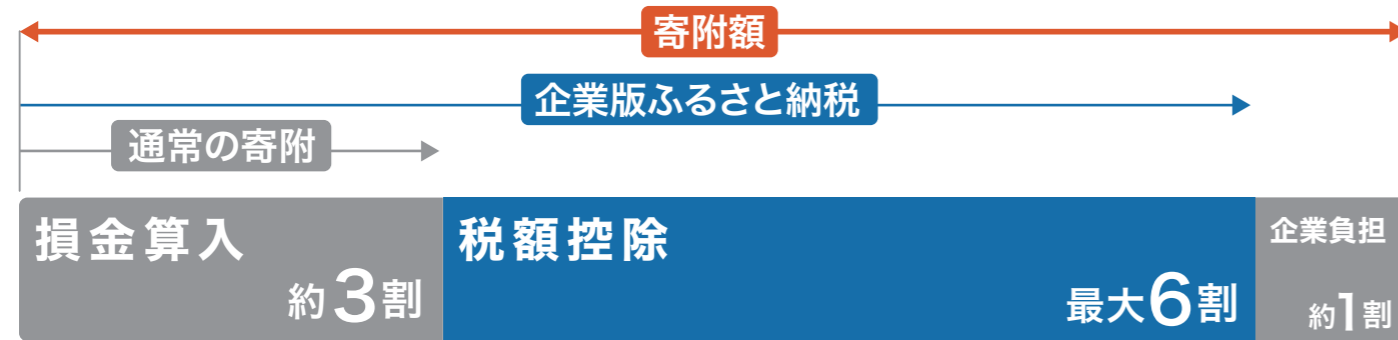 寄附額
企業版ふるさと納税
通常の寄附
損金算入
約3割
税額控除
最大6割
企業負担
約1割